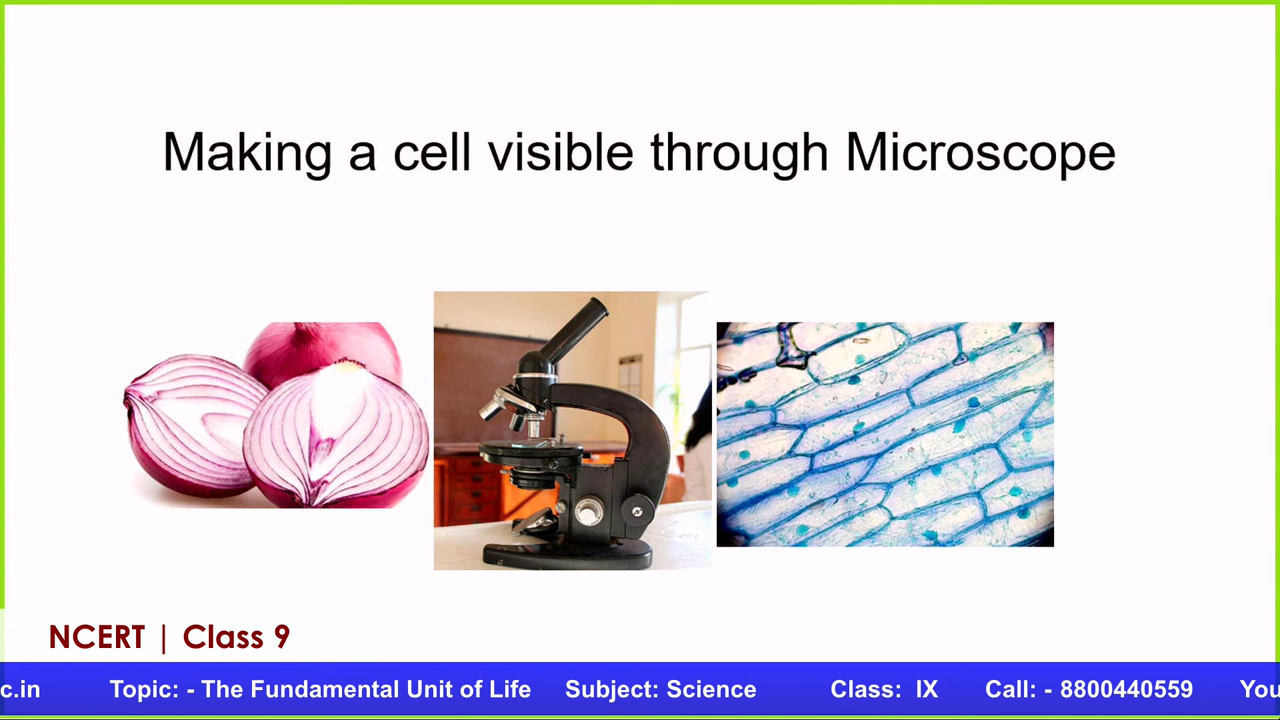 Making a cell visible through Microscope
NCERT | Class 9
c.in Topic: - The Fundamental Unit of Life Subject: Science Class: IX Call: - 8800440559 You